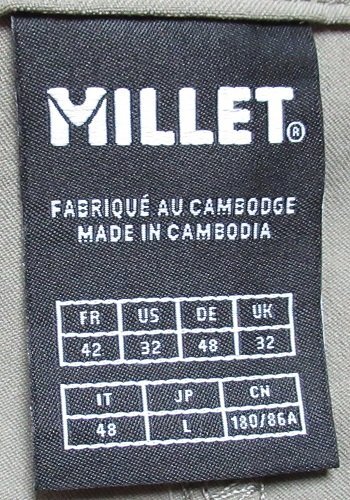 MILLET®
FABRIQUÉ AU CAMBODGE
MADE IN CAMBODIA
FR US DE UK
42 32 48 32
IT JP CN
48 L 180/86A